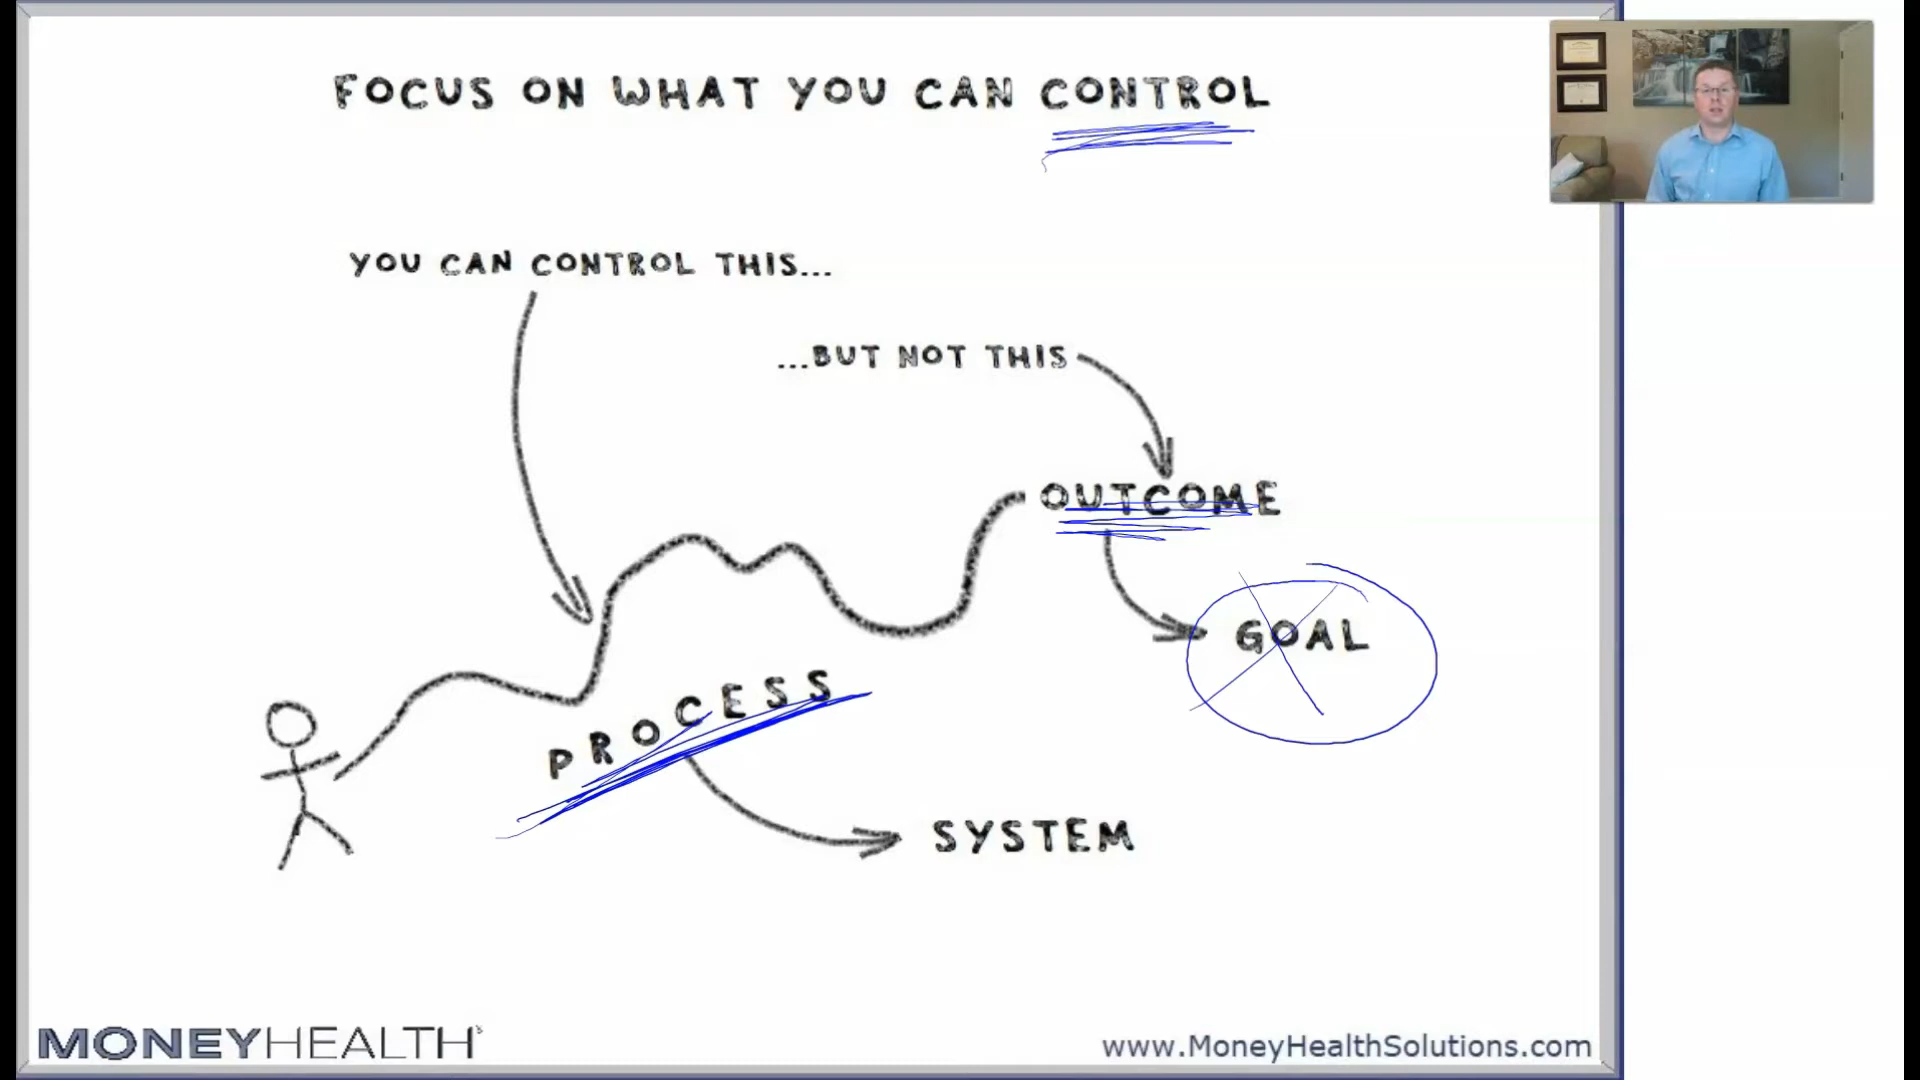 FOCUS ON WHAT YOU CAN CONTROL
YOU CAN CONTROL THIS...
...BUT NOT THIS
OUTCOME
GOAL
PROCESS
SYSTEM
MONEYHEALTH
www.MoneyHealthSolutions.com